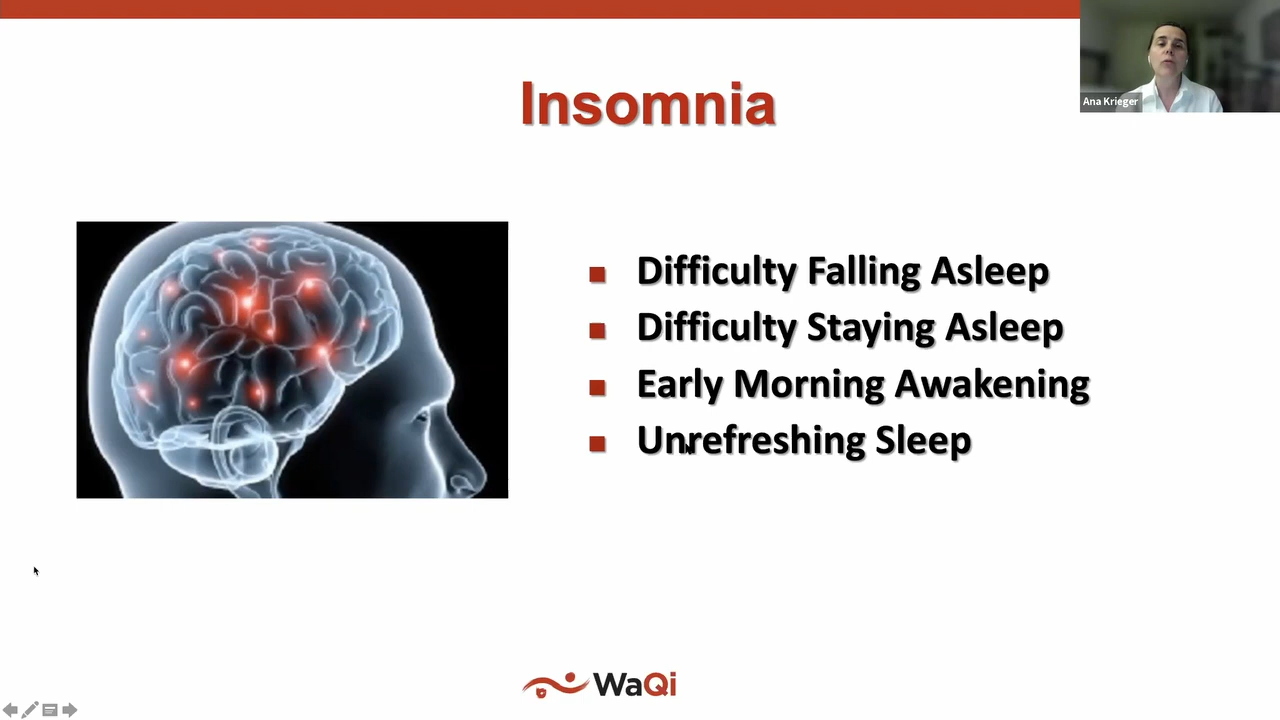 Insomnia
Ana Krieger
Difficulty Falling Asleep
Difficulty Staying Asleep
Early Morning Awakening
Unrefreshing Sleep
WaQi